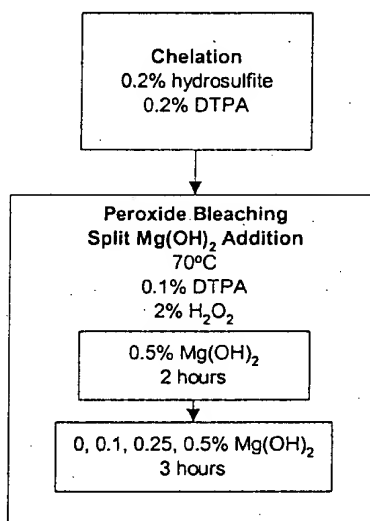 Chelation
0.2% hydrosulfite
0.2% DTPA
Peroxide Bleaching
Split Mg(OH)₂ Addition
70ºC
0.1% DTPA
2% H₂O₂
0.5% Mg(OH)₂
2 hours
0, 0.1, 0.25, 0.5% Mg(OH)₂
3 hours